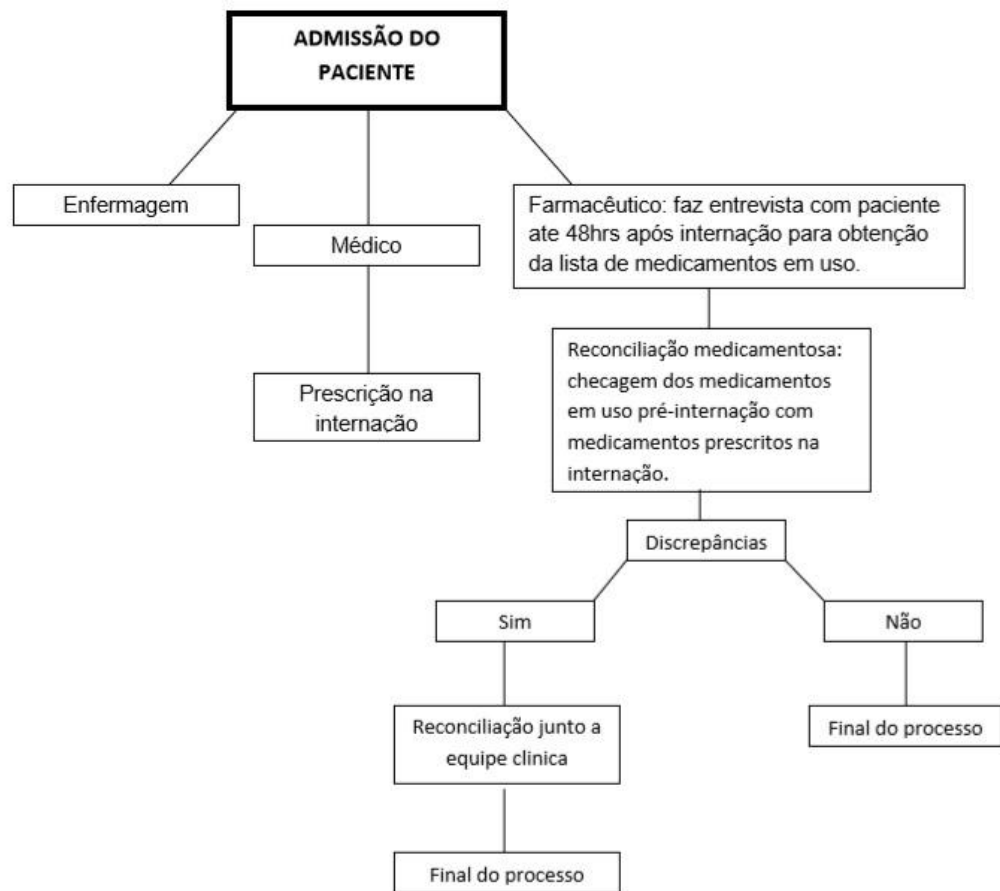 ADMISSÃO DO
PACIENTE
Enfermagem
Médico
Prescrição na
internação
Farmacêutico: faz entrevista com paciente
ate 48hrs após internação para obtenção
da lista de medicamentos em uso.
Reconciliação medicamentosa:
checagem dos medicamentos
em uso pré-internação com
medicamentos prescritos na
internação.
Discrepâncias
Sim
Não
Reconciliação junto a
equipe clinica
Final do processo
Final do processo